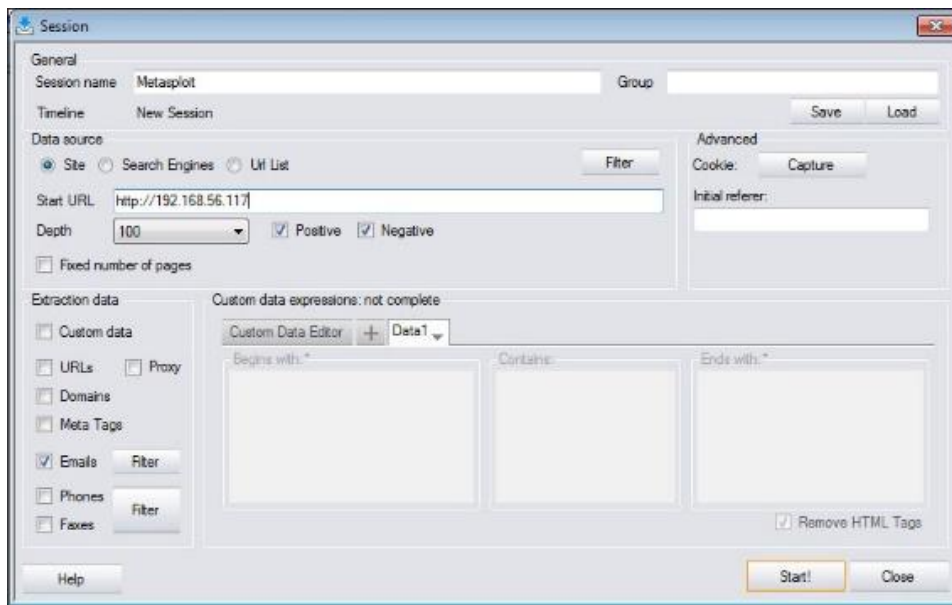 Session
General
Session name Metasploit Group
Timeline New Session Save Load
Data source
Site Search Engines Url List Filter
Start URL http://192.168.56.117
Depth 100 Positive Negative
Fixed number of pages
Advanced
Cookie: Capture
Initial referer:
Extraction data
Custom data
URLs Proxy
Domains
Meta Tags
Emails Filter
Phones
Filter
Faxes
Custom data expressions: not complete
Custom Data Editor + Data1
Begins with:* Contains: Ends with:*
Remove HTML Tags
Help Start! Close